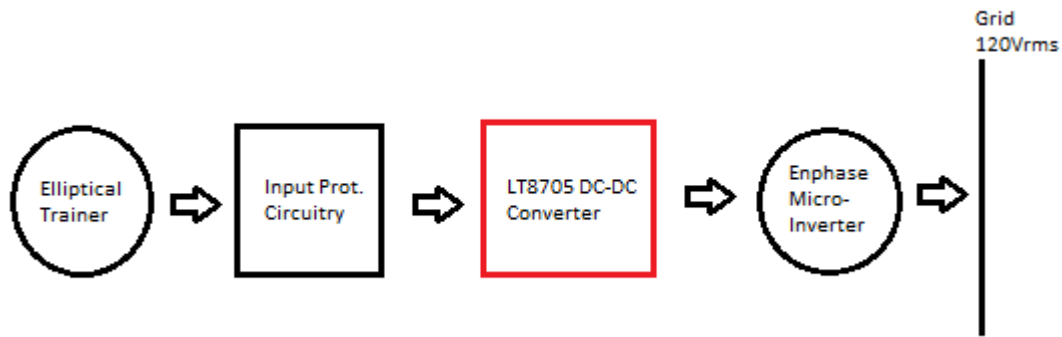 Grid
120Vrms
Elliptical
Trainer
Input Prot.
Circuitry
LT8705 DC-DC
Converter
Enphase
Micro-
Inverter